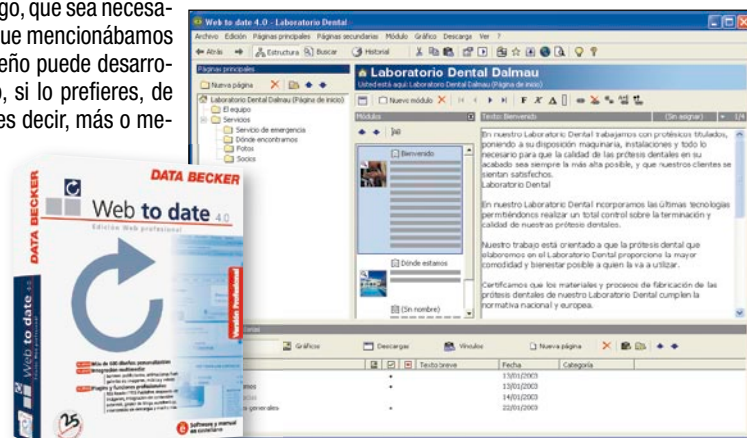 go, que sea necesa-
ue mencionábamos
eño puede desarro-
, si lo prefieres, de
es decir, más o me-
Web to date 4.0 - Laboratorio Dental
Archivo Edición Páginas principales Páginas secundarias Módulo Gráfico Descarga Ver ?
Atrás Estructura Buscar Historial
Páginas principales
Nueva página
Laboratorio Dental Dalmau (Página de inicio)
El equipo
Servicios
Servicio de emergencia
Dónde encontrarnos
Fotos
Socios
Laboratorio Dental Dalmau
Usted está aquí: Laboratorio Dental Dalmau (Página de inicio)
Nuevo módulo
Módulos
Bienvenido
Dónde estamos
(Sin nombre)
Texto: Bienvenido (Sin asignar) 1/4
En nuestro Laboratorio Dental trabajamos con protésicos titulados,
poniendo a su disposición maquinaria, instalaciones y todo lo
necesario para que la calidad de las prótesis dentales en su
acabado sea siempre la más alta posible, y que nuestros clientes se
sientan satisfechos.
Laboratorio Dental
En nuestro Laboratorio Dental incorporamos las últimas tecnologías
permitiéndonos realizar un total control sobre la terminación y
calidad de nuestras prótesis dentales.
Nuestro trabajo está orientado a que la prótesis dental que
elaboremos en el Laboratorio Dental proporcione la mayor
comodidad y bienestar posible a quien la va a utilizar.
Certificamos que los materiales y procesos de fabricación de las
prótesis dentales de nuestro Laboratorio Dental cumplen la
normativa nacional y europea.
Gráficos Descargas Vínculos Nueva página
Texto breve Fecha Categoría
13/01/2003
13/01/2003
14/01/2003
generales 22/01/2003
DATA BECKER
Web to date 4.0
Edición Web profesional
DATA BECKER
Web to date
Versión Profesional
Integración multimedia
25
Software y manual
en castellano